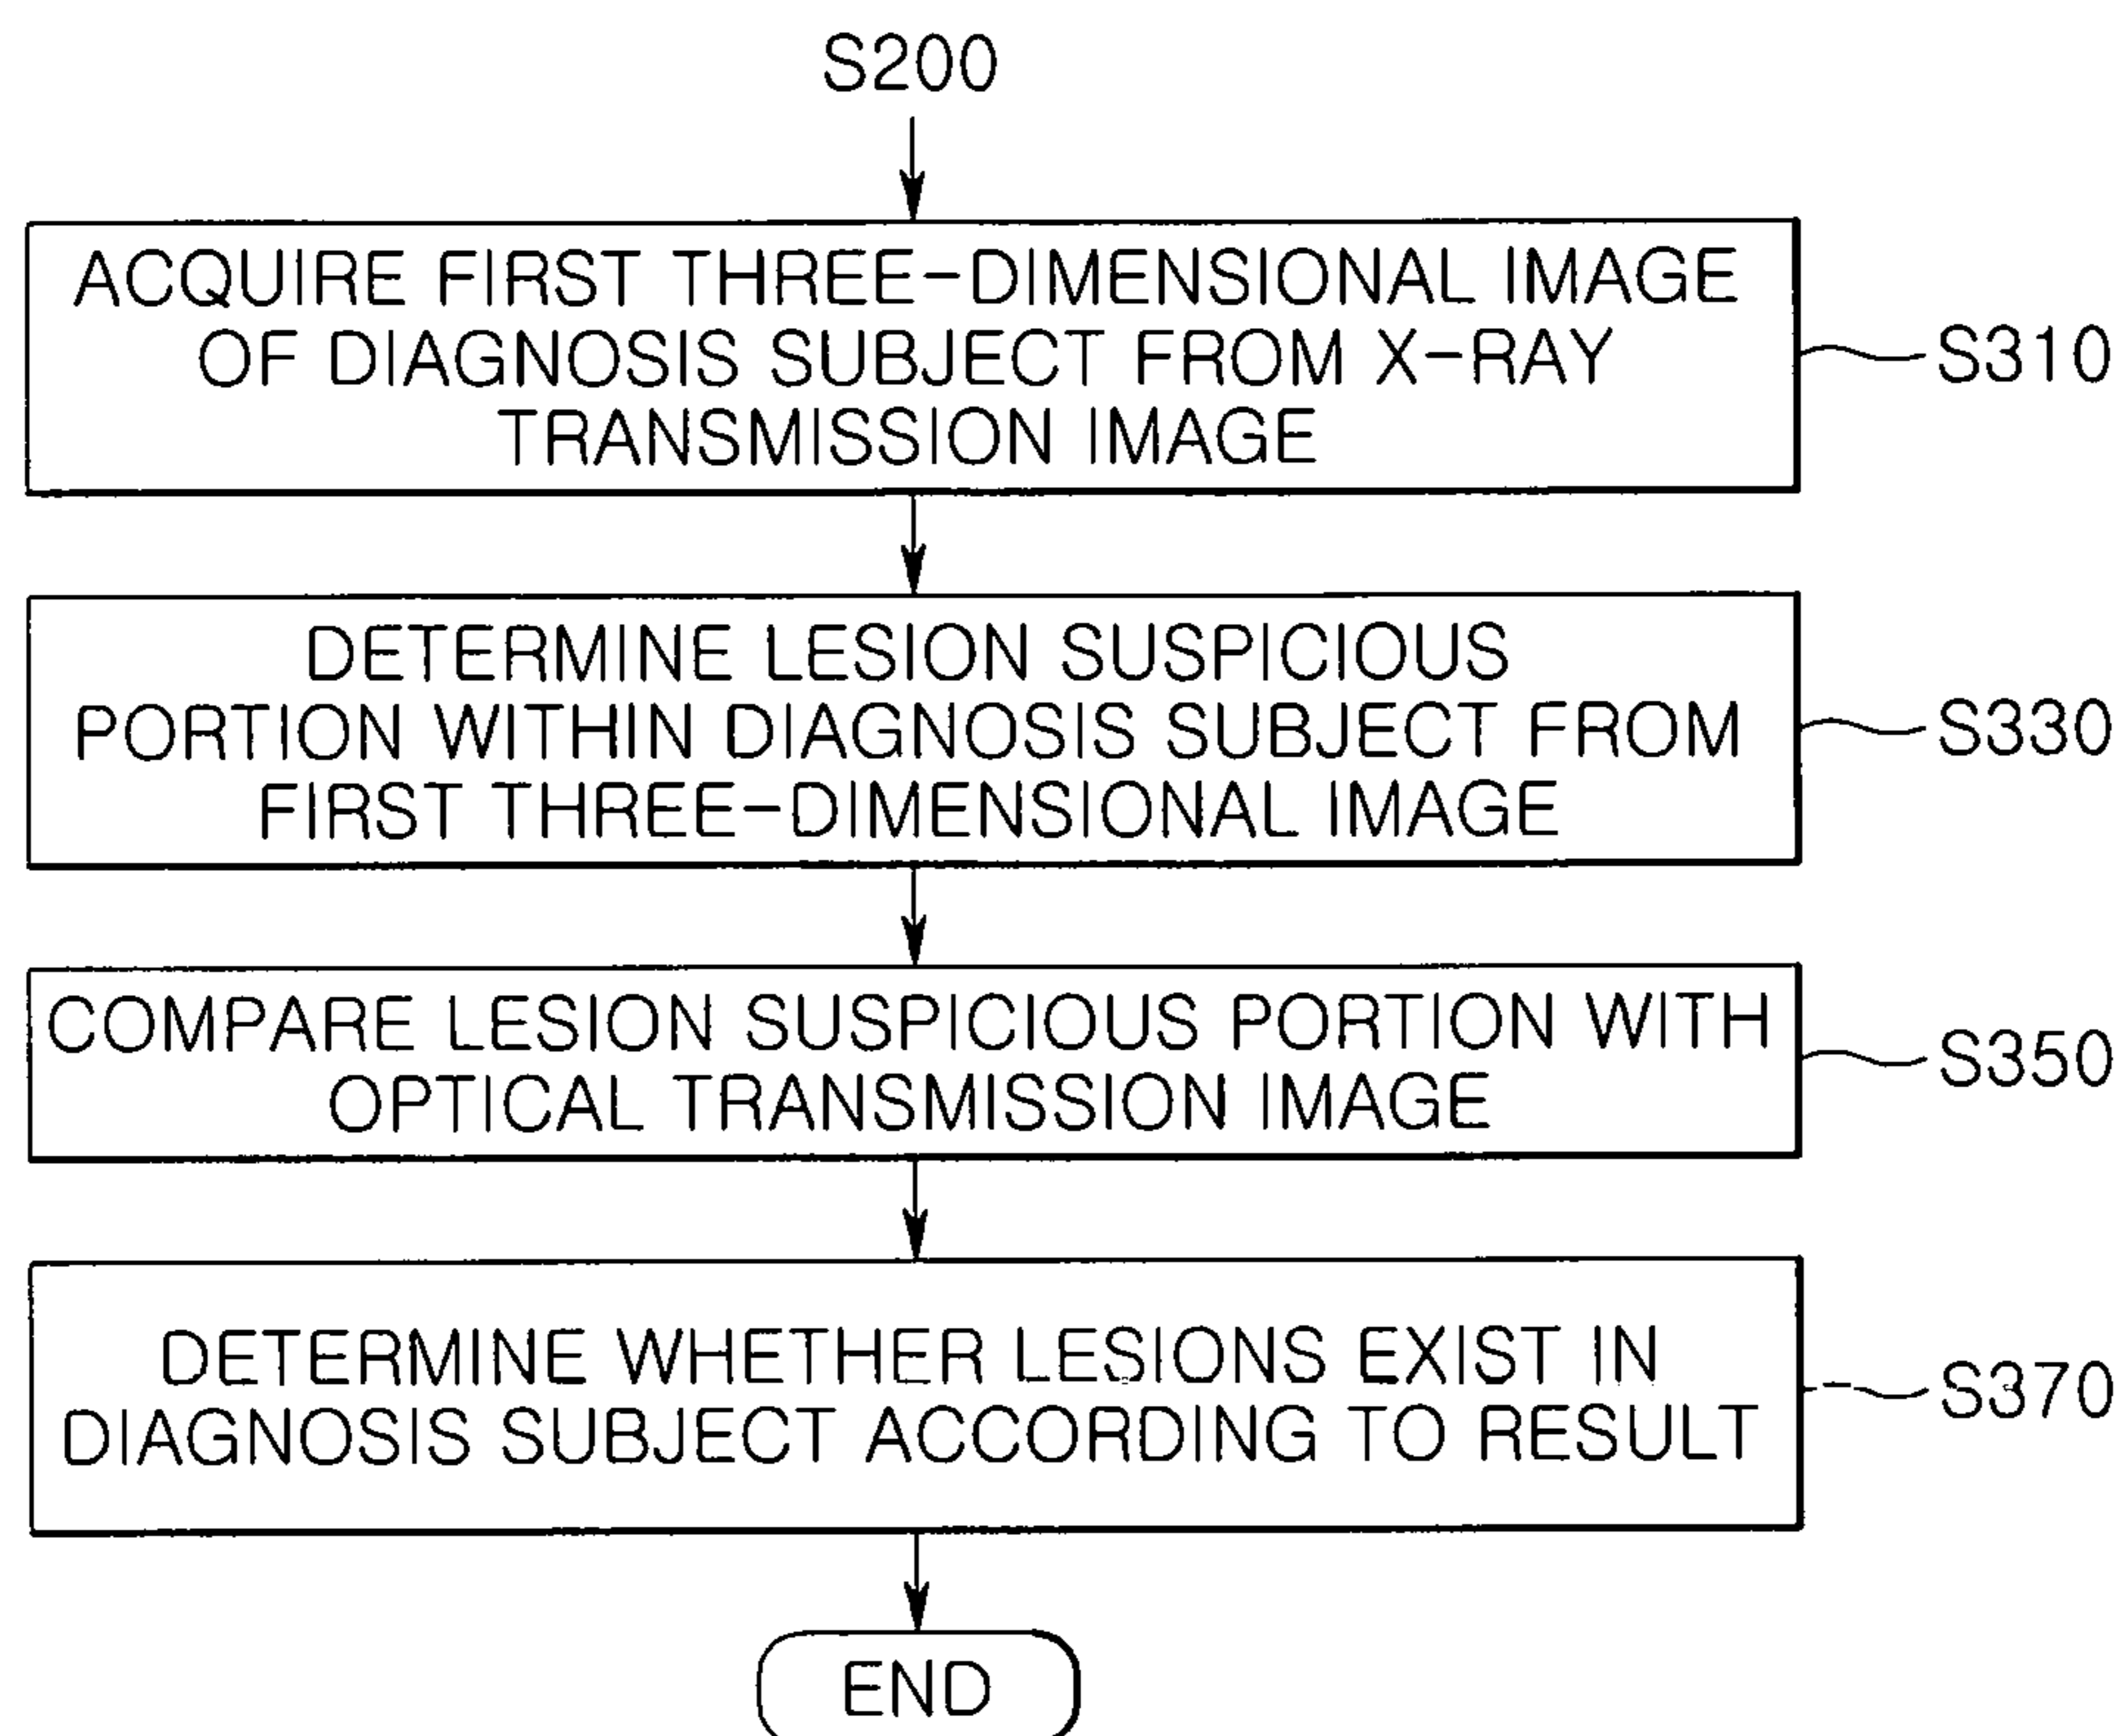 S200
ACQUIRE FIRST THREE-DIMENSIONAL IMAGE
OF DIAGNOSIS SUBJECT FROM X-RAY
TRANSMISSION IMAGE
S310
DETERMINE LESION SUSPICIOUS
PORTION WITHIN DIAGNOSIS SUBJECT FROM
FIRST THREE-DIMENSIONAL IMAGE
S330
COMPARE LESION SUSPICIOUS PORTION WITH
OPTICAL TRANSMISSION IMAGE
S350
DETERMINE WHETHER LESIONS EXIST IN
DIAGNOSIS SUBJECT ACCORDING TO RESULT
S370
END